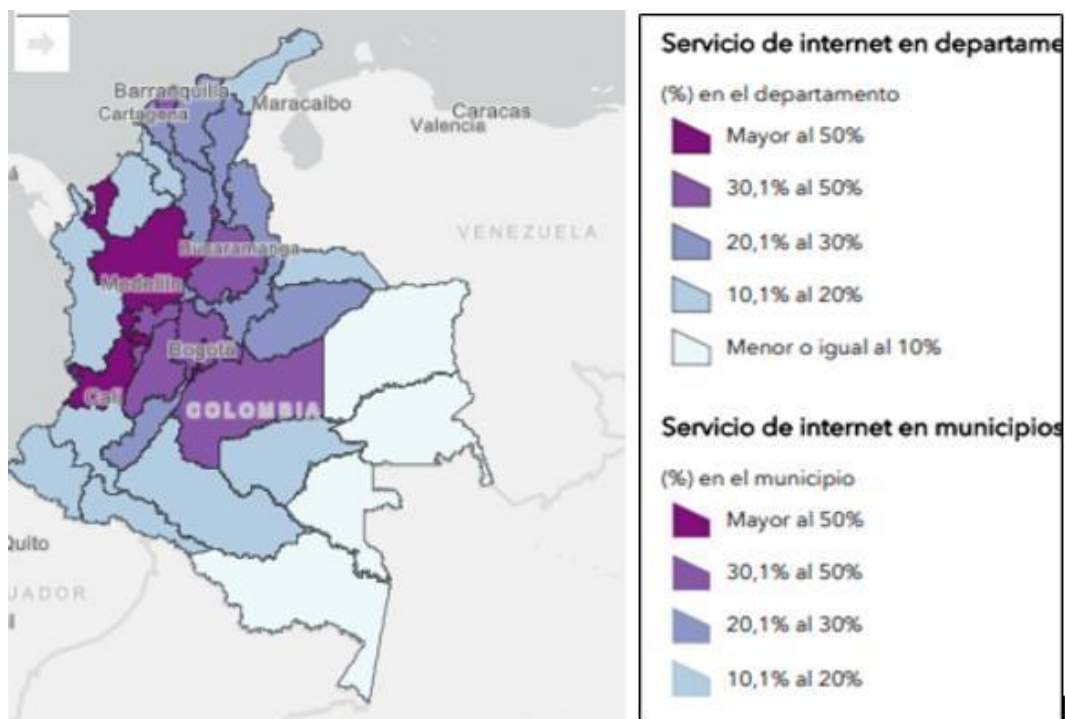 Barranquilla
Cartagena
Maracaibo
Caracas
Valencia
VENEZUELA
Bucaramanga
Medellín
Bogotá
Cali
COLOMBIA
Quito
UADOR
Servicio de internet en departame
(%) en el departamento
Mayor al 50%
30,1% al 50%
20,1% al 30%
10,1% al 20%
Menor o igual al 10%
Servicio de internet en municipios
(%) en el municipio
Mayor al 50%
30,1% al 50%
20,1% al 30%
10,1% al 20%